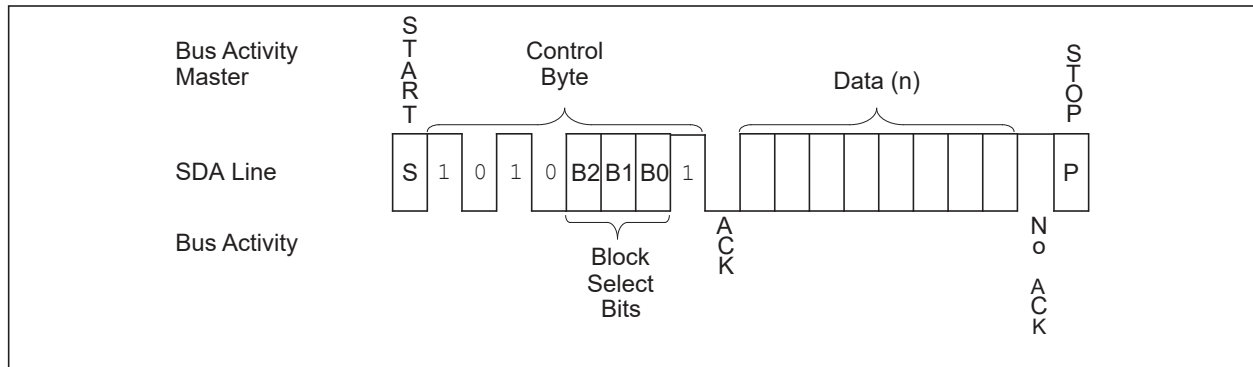 Bus Activity
Master
START
Control
Byte
Data (n)
STOP
SDA Line
S 1 0 1 0 B2 B1 B0 1 P
Bus Activity
ACK
No ACK
Block
Select
Bits